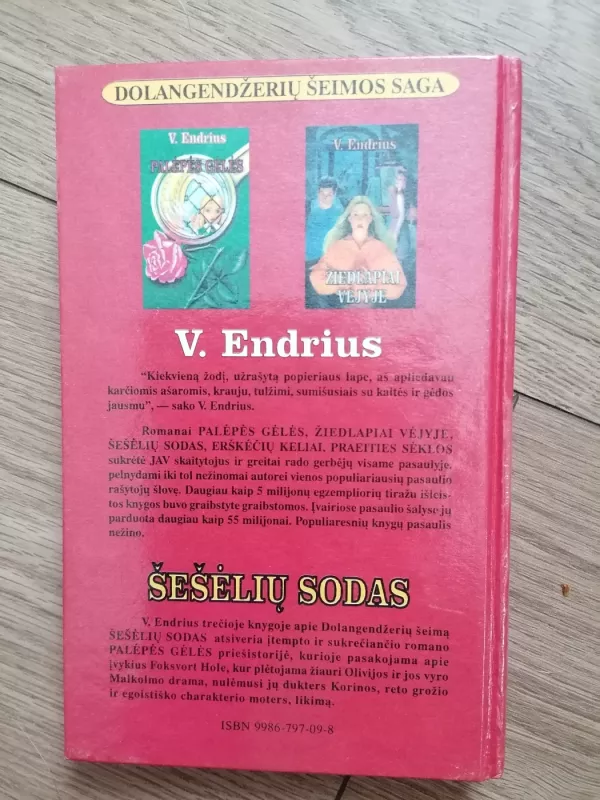 DOLANGENDŽERIŲ ŠEIMOS SAGA
V. Endrius
PALĖPĖS GĖLĖS
V. Endrius
ŽIEDLAPIAI
VĖJYJE
V. Endrius
“Kiekvieną žodį, užrašytą popieriaus lape, aš apliedavau
karčiomis ašaromis, krauju, tulžimi, sumišusiais su kaltės ir gėdos
jausmu”, — sako V. Endrius.
Romanai PALĖPĖS GĖLĖS, ŽIEDLAPIAI VĖJYJE,
ŠEŠĖLIŲ SODAS, ERŠKĖČIŲ KELIAI, PRAEITIES SĖKLOS
sukrėtė JAV skaitytojus ir greitai rado gerbėjų visame pasaulyje,
pelnydami iki tol nežinomai autorei vienos populiariausių pasaulio
rašytojų šlovę. Daugiau kaip 5 milijonų egzempliorių tiražu išleis-
tos knygos buvo graibstyte graibstomos. Įvairiose pasaulio šalyse jų
parduota daugiau kaip 55 milijonai. Populiaresnių knygų pasaulis
nežino.
ŠEŠĖLIŲ SODAS
V. Endrius trečioje knygoje apie Dolangendžerių šeimą
ŠEŠĖLIŲ SODAS atsiveria įtempto ir sukrečiančio romano
PALĖPĖS GĖLĖS priešistorijė, kurioje pasakojama apie
įvykius Foksvort Hole, kur plėtojama žiauri Olivijos ir jos vyro
Malkolmo drama, nulėmusi jų dukters Korinos, reto grožio
ir egoistiško charakterio moters, likimą.
ISBN 9986-797-09-8